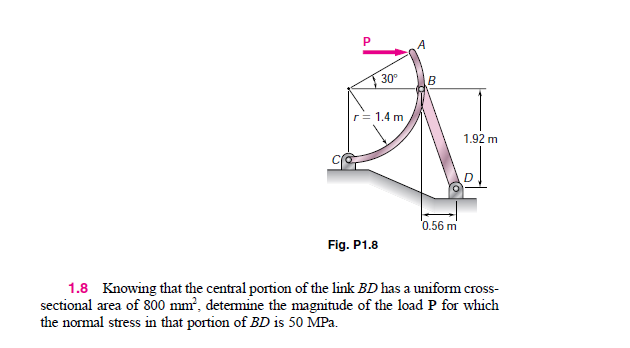 P
A
30°
B
r = 1.4 m
1.92 m
C
D
0.56 m
Fig. P1.8
1.8 Knowing that the central portion of the link BD has a uniform cross-
sectional area of 800 mm², determine the magnitude of the load P for which
the normal stress in that portion of BD is 50 MPa.